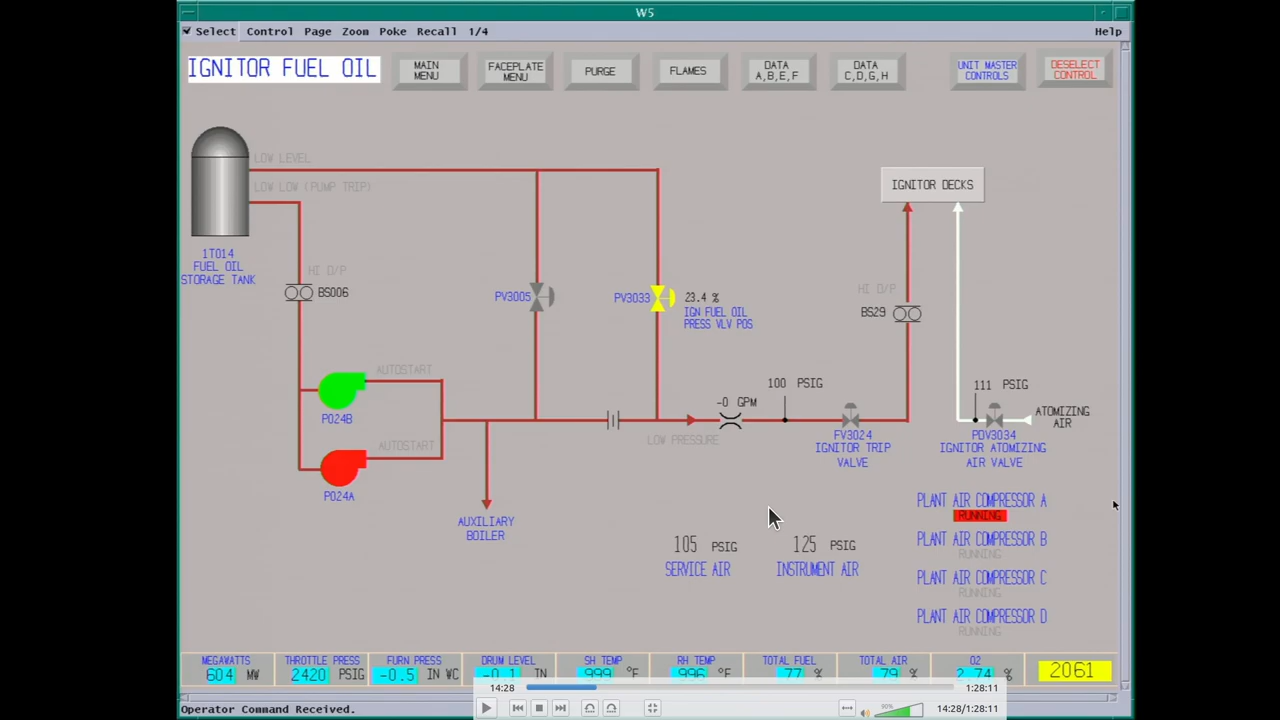 W5
Select Control Page Zoom Poke Recall 1/4 Help
IGNITOR FUEL OIL
MAIN
MENU
FACEPLATE
MENU
PURGE
FLAMES
DATA
A,B,E,F
DATA
C,D,G,H
UNIT MASTER
CONTROLS
DESELECT
CONTROL
LOW LEVEL
LOW LOW (PUMP TRIP)
1T014
FUEL OIL
STORAGE TANK
HI D/P
BS006
PV3005
PV3033
23.4 %
IGN FUEL OIL
PRESS VLV POS
IGNITOR DECKS
HI D/P
BS29
AUTOSTART
P024B
AUTOSTART
P024A
AUXILIARY
BOILER
-0 GPM
LOW PRESSURE
100 PSIG
FV3024
IGNITOR TRIP
VALVE
111 PSIG
ATOMIZING
AIR
PDV3034
IGNITOR ATOMIZING
AIR VALVE
105 PSIG
SERVICE AIR
125 PSIG
INSTRUMENT AIR
PLANT AIR COMPRESSOR A
RUNNING
PLANT AIR COMPRESSOR B
RUNNING
PLANT AIR COMPRESSOR C
RUNNING
PLANT AIR COMPRESSOR D
RUNNING
MEGAWATTS
604 MW
THROTTLE PRESS
2420 PSIG
FURN PRESS
-0.5 IN WC
DRUM LEVEL
-0.1 IN
SH TEMP
999 °F
RH TEMP
996 °F
TOTAL FUEL
77 %
TOTAL AIR
79 %
O2
2.74 %
2061
14:28
1:28:11
90%
14:28/1:28:11
Operator Command Received.